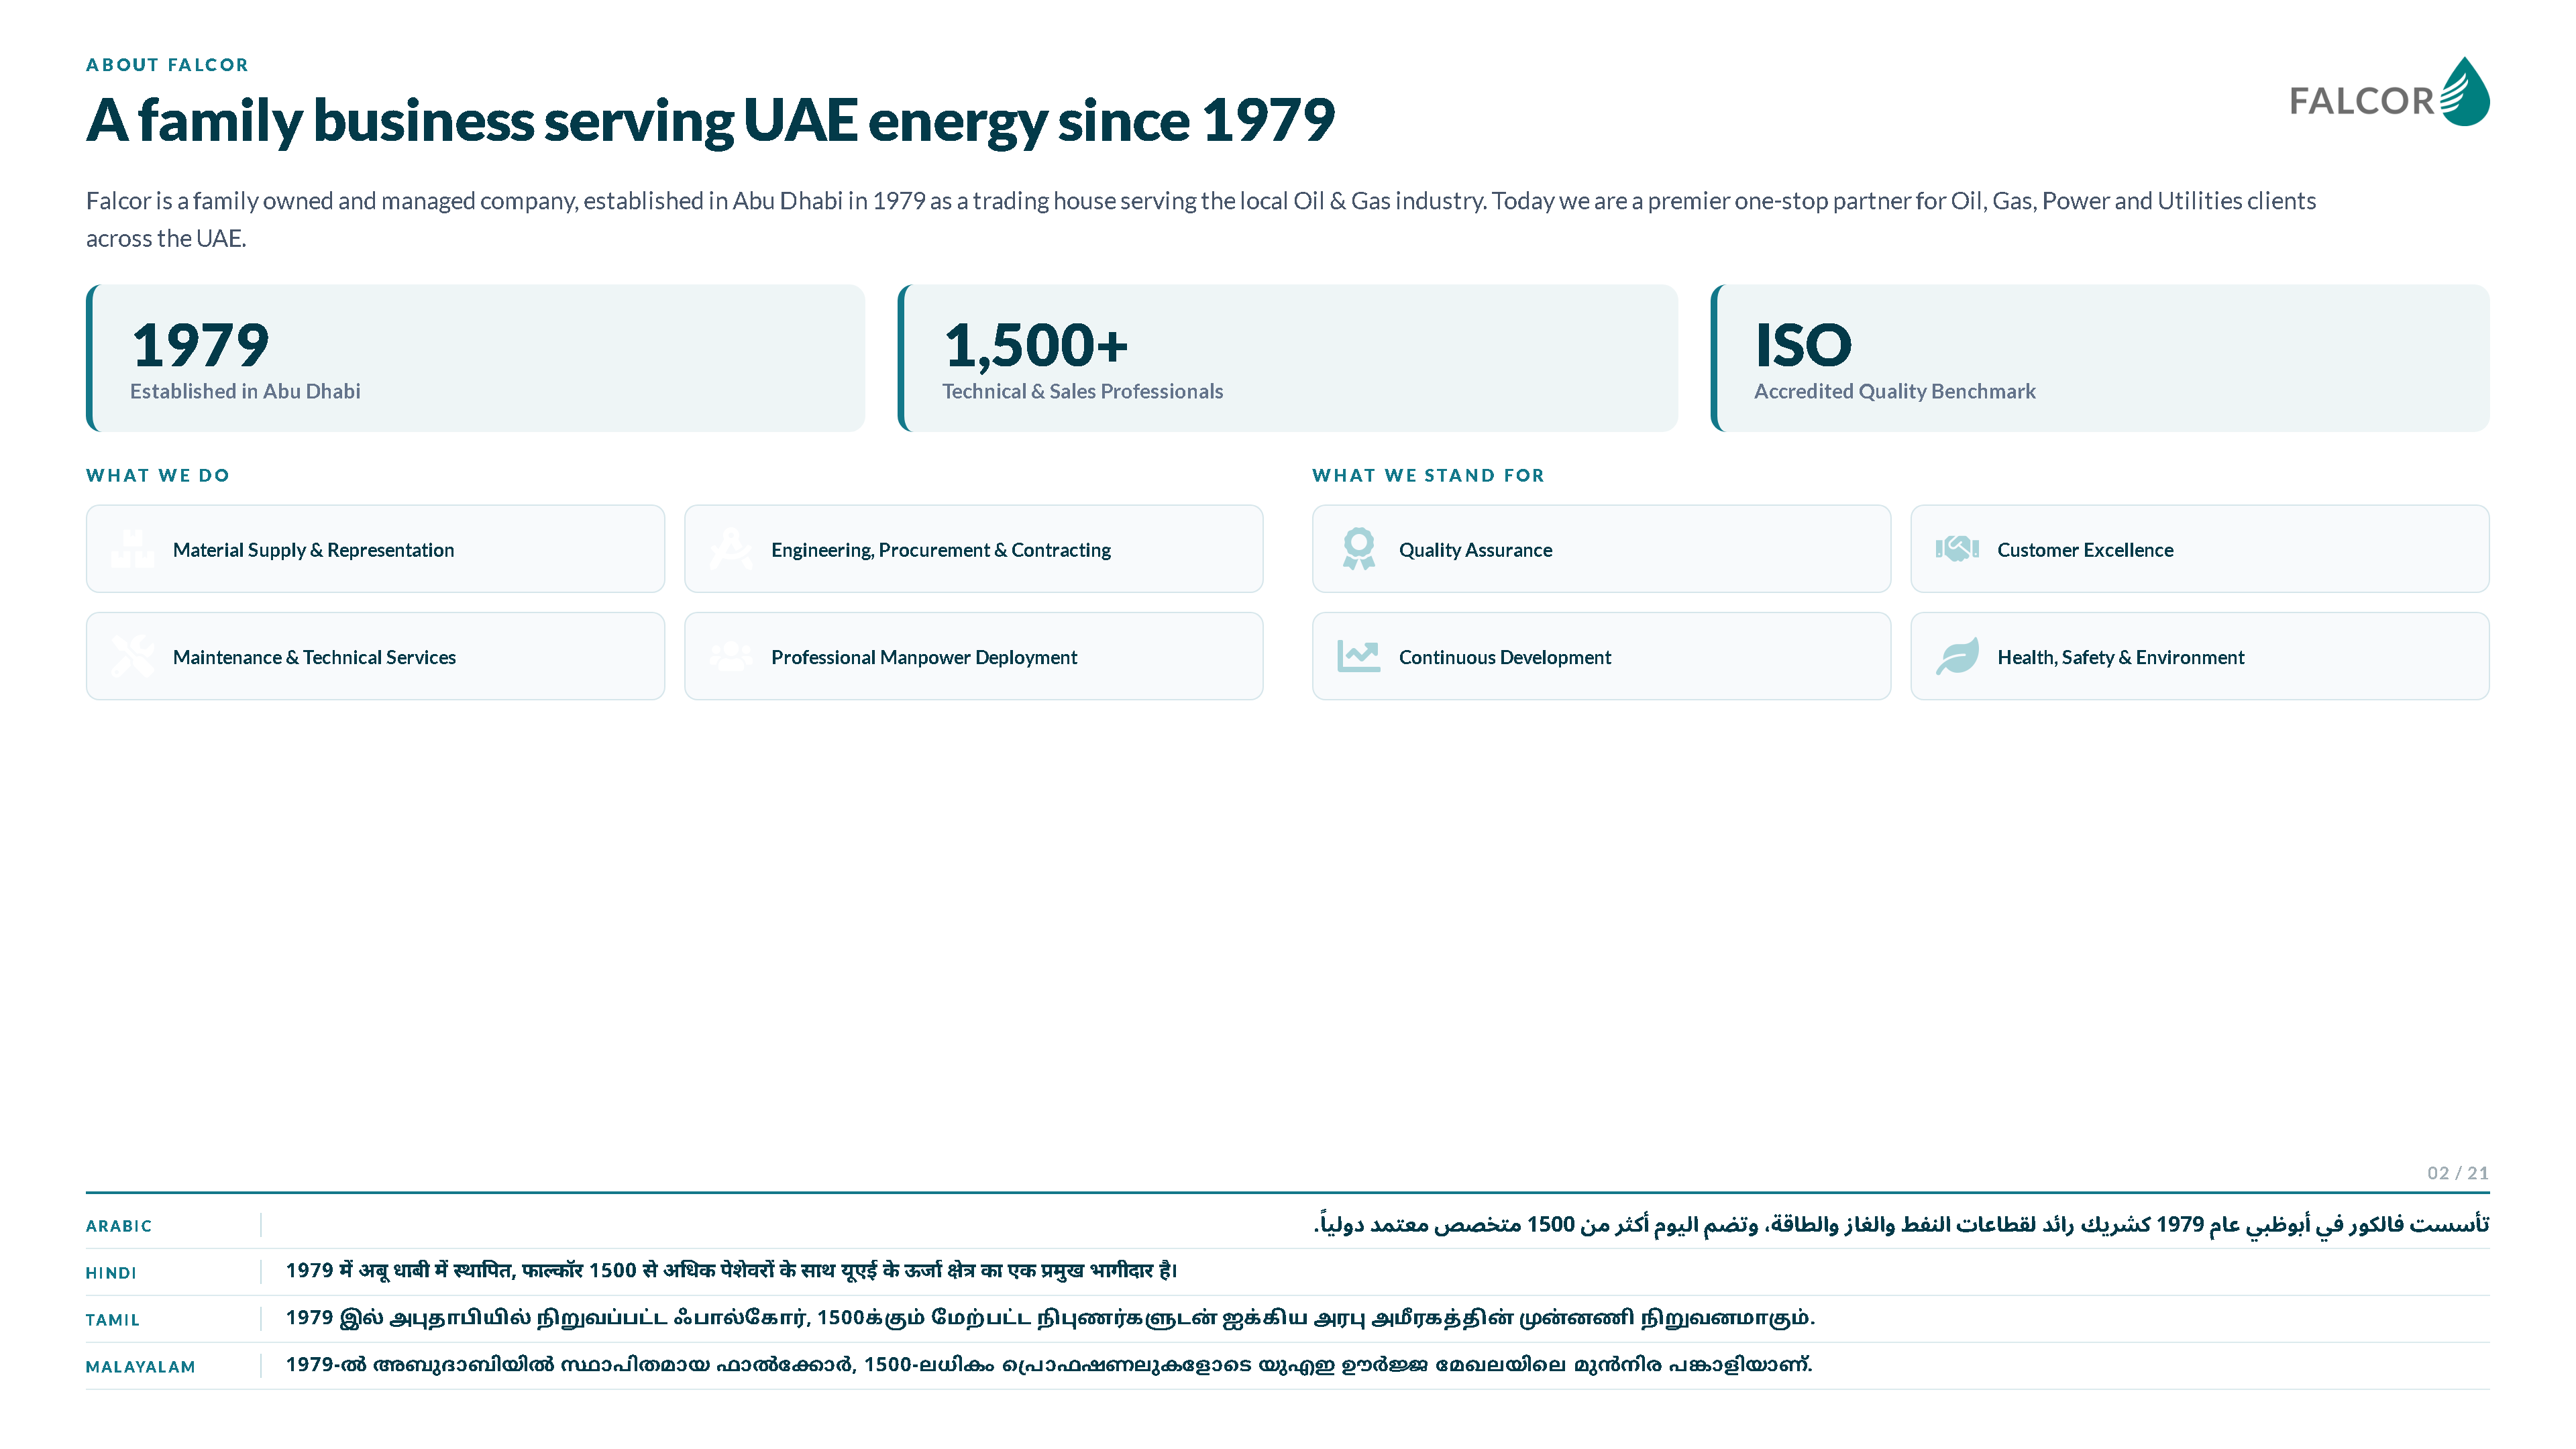 ABOUT FALCOR
A family business serving UAE energy since 1979
FALCOR
Falcor is a family owned and managed company, established in Abu Dhabi in 1979 as a trading house serving the local Oil & Gas industry. Today we are a premier one-stop partner for Oil, Gas, Power and Utilities clients
across the UAE.
1979
Established in Abu Dhabi
1,500+
Technical & Sales Professionals
ISO
Accredited Quality Benchmark
WHAT WE DO
Material Supply & Representation
Engineering, Procurement & Contracting
Maintenance & Technical Services
Professional Manpower Deployment
WHAT WE STAND FOR
Quality Assurance
Customer Excellence
Continuous Development
Health, Safety & Environment
02 / 21
ARABIC
تأسست فالكور في أبوظبي عام 1979 كشريك رائد لقطاعات النفط والغاز والطاقة، وتضم اليوم أكثر من 1500 متخصص معتمد دولياً.
HINDI
1979 में अबू धाबी में स्थापित, फाल्कॉर 1500 से अधिक पेशेवरों के साथ यूएई के ऊर्जा क्षेत्र का एक प्रमुख भागीदार है।
TAMIL
1979 இல் அபுதாபியில் நிறுவப்பட்ட ஃபால்கோர், 1500க்கும் மேற்பட்ட நிபுணர்களுடன் ஐக்கிய அரபு அமீரகத்தின் முன்னணி நிறுவனமாகும்.
MALAYALAM
1979-ൽ അബുദാബിയിൽ സ്ഥാപിതമായ ഫാൽക്കോർ, 1500-ലധികം പ്രൊഫഷണലുകളോടെ യുഎഇ ഊർജ്ജ മേഖലയിലെ മുൻനിര പങ്കാളിയാണ്.